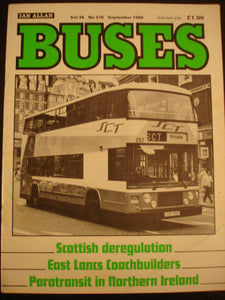 IAN ALLAN
Vol 38 No 378 September 1986
£1.00
BUSES
SCT
SCT
SCT
Scottish deregulation
East Lancs Coachbuilders
Paratransit in Northern Ireland